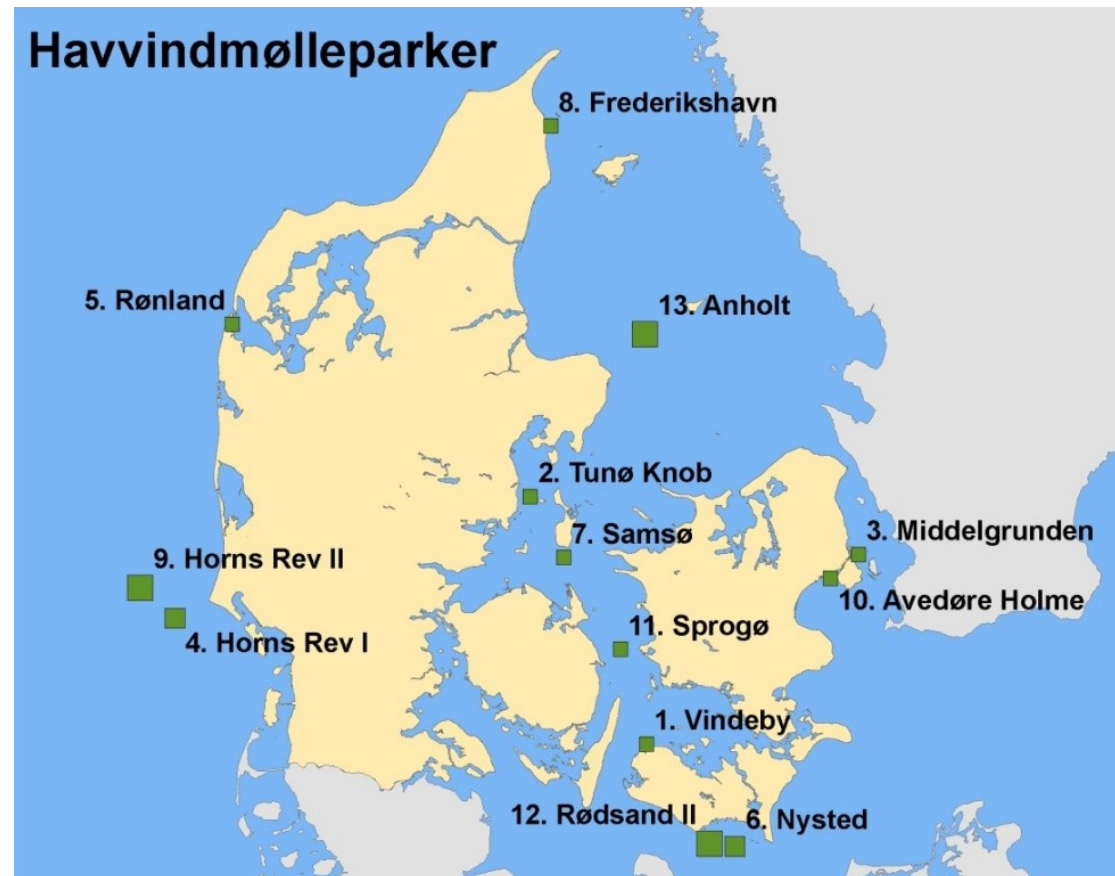 Havvindmølleparker
8. Frederikshavn
5. Rønland
13. Anholt
2. Tunø Knob
7. Samsø
3. Middelgrunden
9. Horns Rev II
10. Avedøre Holme
11. Sprogø
4. Horns Rev I
1. Vindeby
12. Rødsand II
6. Nysted